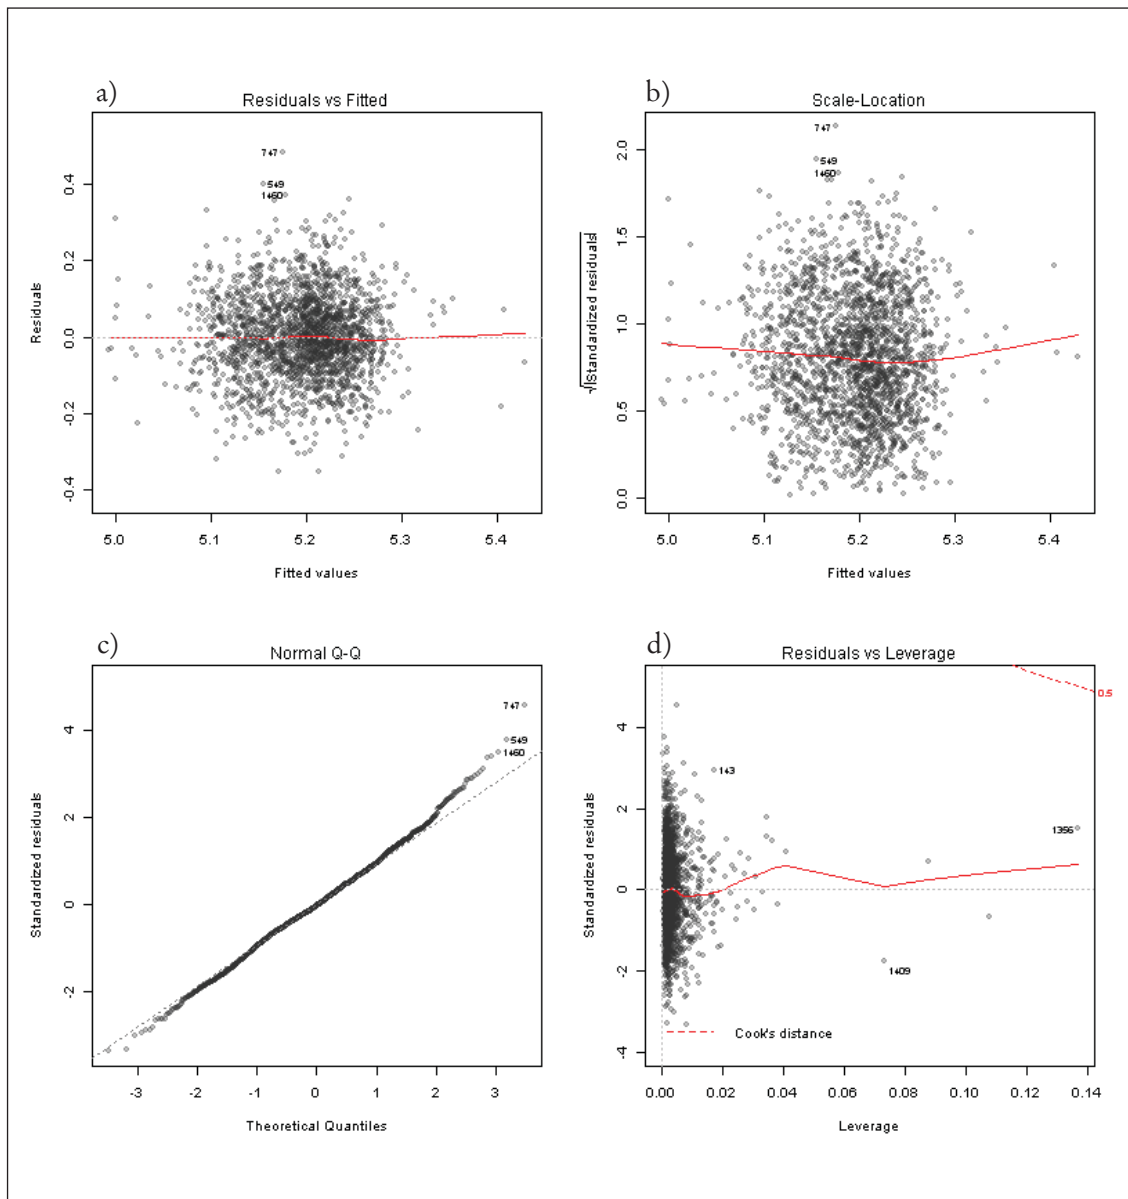 a)
Residuals vs Fitted
Residuals
0.4
0.2
0.0
-0.2
-0.4
747
549
1460
5.0 5.1 5.2 5.3 5.4
Fitted values
b)
Scale-Location
√|Standardized residuals|
2.0
1.5
1.0
0.5
0.0
747
549
1460
5.0 5.1 5.2 5.3 5.4
Fitted values
c)
Normal Q-Q
Standardized residuals
4
2
0
-2
747
549
1460
-3 -2 -1 0 1 2 3
Theoretical Quantiles
d)
Residuals vs Leverage
Standardized residuals
4
2
0
-2
-4
0.5
143
1356
1409
Cook's distance
0.00 0.02 0.04 0.06 0.08 0.10 0.12 0.14
Leverage